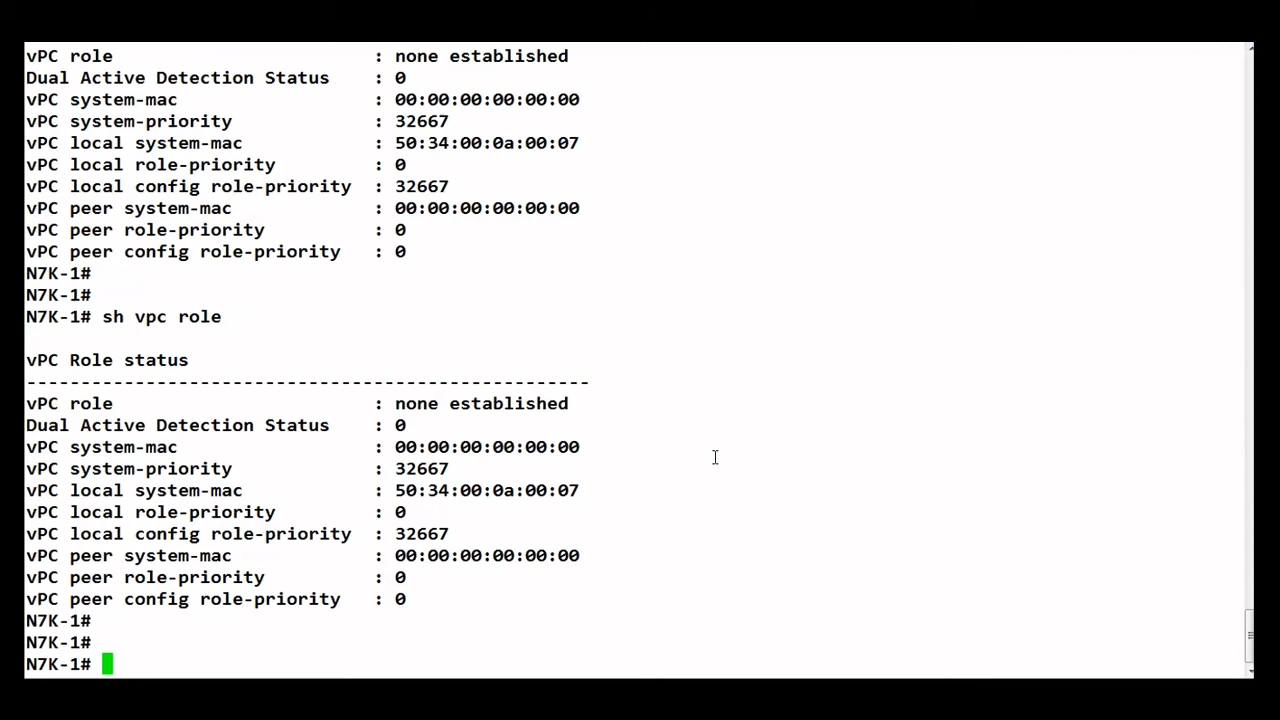 vPC role                        : none established
Dual Active Detection Status    : 0
vPC system-mac                  : 00:00:00:00:00:00
vPC system-priority             : 32667
vPC local system-mac            : 50:34:00:0a:00:07
vPC local role-priority         : 0
vPC local config role-priority  : 32667
vPC peer system-mac             : 00:00:00:00:00:00
vPC peer role-priority          : 0
vPC peer config role-priority   : 0
N7K-1#
N7K-1#
N7K-1# sh vpc role
vPC Role status
----------------------------------------------------
vPC role                        : none established
Dual Active Detection Status    : 0
vPC system-mac                  : 00:00:00:00:00:00
vPC system-priority             : 32667
vPC local system-mac            : 50:34:00:0a:00:07
vPC local role-priority         : 0
vPC local config role-priority  : 32667
vPC peer system-mac             : 00:00:00:00:00:00
vPC peer role-priority          : 0
vPC peer config role-priority   : 0
N7K-1#
N7K-1#
N7K-1#